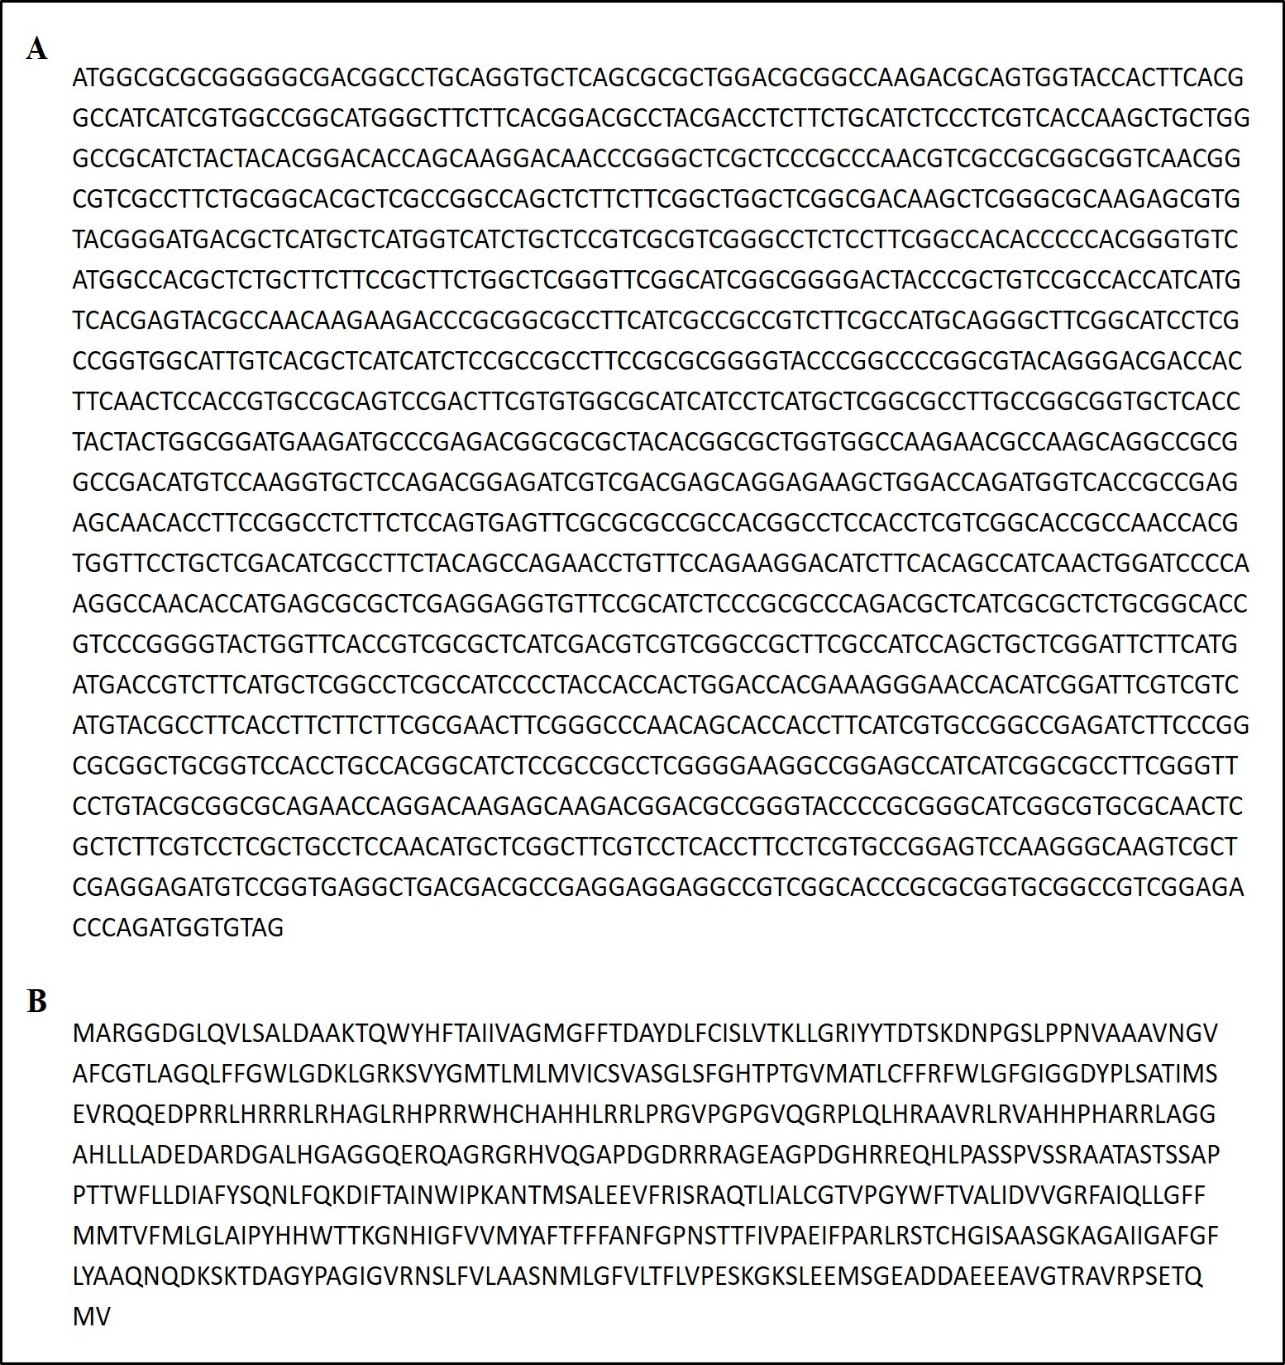 A
ATGGCGCGCGGGGGCGACGGCCTGCAGGTGCTCAGCGCGCTGGACGCGGCCAAGACGCAGTGGTACCACTTCACG
GCCATCATCGTGGCCGGCATGGGCTTCTTCACGGACGCCTACGACCTCTTCTGCATCTCCCTCGTCACCAAGCTGCTGG
GCCGCATCTACTACACGGACACCAGCAAGGACAACCCGGGCTCGCTCCCGCCCAACGTCGCCGCGGCGGTCAACGG
CGTCGCCTTCTGCGGCACGCTCGCCGGCCAGCTCTTCTTCGGCTGGCTCGGCGACAAGCTCGGGCGCAAGAGCGTG
TACGGGATGACGCTCATGCTCATGGTCATCTGCTCCGTCGCGTCGGGCCTCTCCTTCGGCCACACCCCCACGGGTGTC
ATGGCCACGCTCTGCTTCTTCCGCTTCTGGCTCGGGTTCGGCATCGGCGGGGACTACCCGCTGTCCGCCACCATCATG
TCACGAGTACGCCAACAAGAAGACCCGCGGCGCCTTCATCGCCGCCGTCTTCGCCATGCAGGGCTTCGGCATCCTCG
CCGGTGGCATTGTCACGCTCATCATCTCCGCCGCCTTCCGCGCGGGGTACCCGGCCCCGGCGTACAGGGACGACCAC
TTCAACTCCACCGTGCCGCAGTCCGACTTCGTGTGGCGCATCATCCTCATGCTCGGCGCCTTGCCGGCGGTGCTCACC
TACTACTGGCGGATGAAGATGCCCGAGACGGCGCGCTACACGGCGCTGGTGGCCAAGAACGCCAAGCAGGCCGCG
GCCGACATGTCCAAGGTGCTCCAGACGGAGATCGTCGACGAGCAGGAGAAGCTGGACCAGATGGTCACCGCCGAG
AGCAACACCTTCCGGCCTCTTCTCCAGTGAGTTCGCGCGCCGCCACGGCCTCCACCTCGTCGGCACCGCCAACCACG
TGGTTCCTGCTCGACATCGCCTTCTACAGCCAGAACCTGTTCCAGAAGGACATCTTCACAGCCATCAACTGGATCCCCA
AGGCCAACACCATGAGCGCGCTCGAGGAGGTGTTCCGCATCTCCCGCGCCCAGACGCTCATCGCGCTCTGCGGCACC
GTCCCGGGGTACTGGTTCACCGTCGCGCTCATCGACGTCGTCGGCCGCTTCGCCATCCAGCTGCTCGGATTCTTCATG
ATGACCGTCTTCATGCTCGGCCTCGCCATCCCCTACCACCACTGGACCACGAAAGGGAACCACATCGGATTCGTCGTC
ATGTACGCCTTCACCTTCTTCTTCGCGAACTTCGGGCCCAACAGCACCACCTTCATCGTGCCGGCCGAGATCTTCCCGG
CGCGGCTGCGGTCCACCTGCCACGGCATCTCCGCCGCCTCGGGGAAGGCCGGAGCCATCATCGGCGCCTTCGGGTT
CCTGTACGCGGCGCAGAACCAGGACAAGAGCAAGACGGACGCCGGGTACCCCGCGGGCATCGGCGTGCGCAACTC
GCTCTTCGTCCTCGCTGCCTCCAACATGCTCGGCTTCGTCCTCACCTTCCTCGTGCCGGAGTCCAAGGGCAAGTCGCT
CGAGGAGATGTCCGGTGAGGCTGACGACGCCGAGGAGGAGGCCGTCGGCACCCGCGCGGTGCGGCCGTCGGAGA
CCCAGATGGTGTAG
B
MARGGDGLQVLSALDAAKTQWYHFTAIIVAGMGFFTDAYDLFCISLVTKLLGRIYYTDTSKDNPGSLPPNVAAAVNGV
AFCGTLAGQLFFGWLGDKLGRKSVYGMTLMLMVICSVASGLSFGHTPTGVMATLCFFRFWLGFGIGGDYPLSATIMS
EVRQQEDPRRLHRRRLRHAGLRHPRRWHCHAHHLRRLPRGVPGPGVQGRPLQLHRAAVRLRVAHHPHARRLAGG
AHLLLADEDARDGALHGAGGQERQAGRGRHVQGAPDGDRRRAGEAGPDGHRREQHLPASSPVSSRAATASTSSAP
PTTWFLLDIAFYSQNLFQKDIFTAINWIPKANTMSALEEVFRISRAQTLIALCGTVPGYWFTVALIDVVGRFAIQLLGFF
MMTVFMLGLAIPYHHWTTKGNHIGFVVMYAFTFFFANFGPNSTTFIVPAEIFPARLRSTCHGISAASGKAGAIIGAFGF
LYAAQNQDKSKTDAGYPAGIGVRNSLFVLAASNMLGFVLTFLVPESKGKSLEEMSGEADDAEEEAVGTRAVRPSETQ
MV